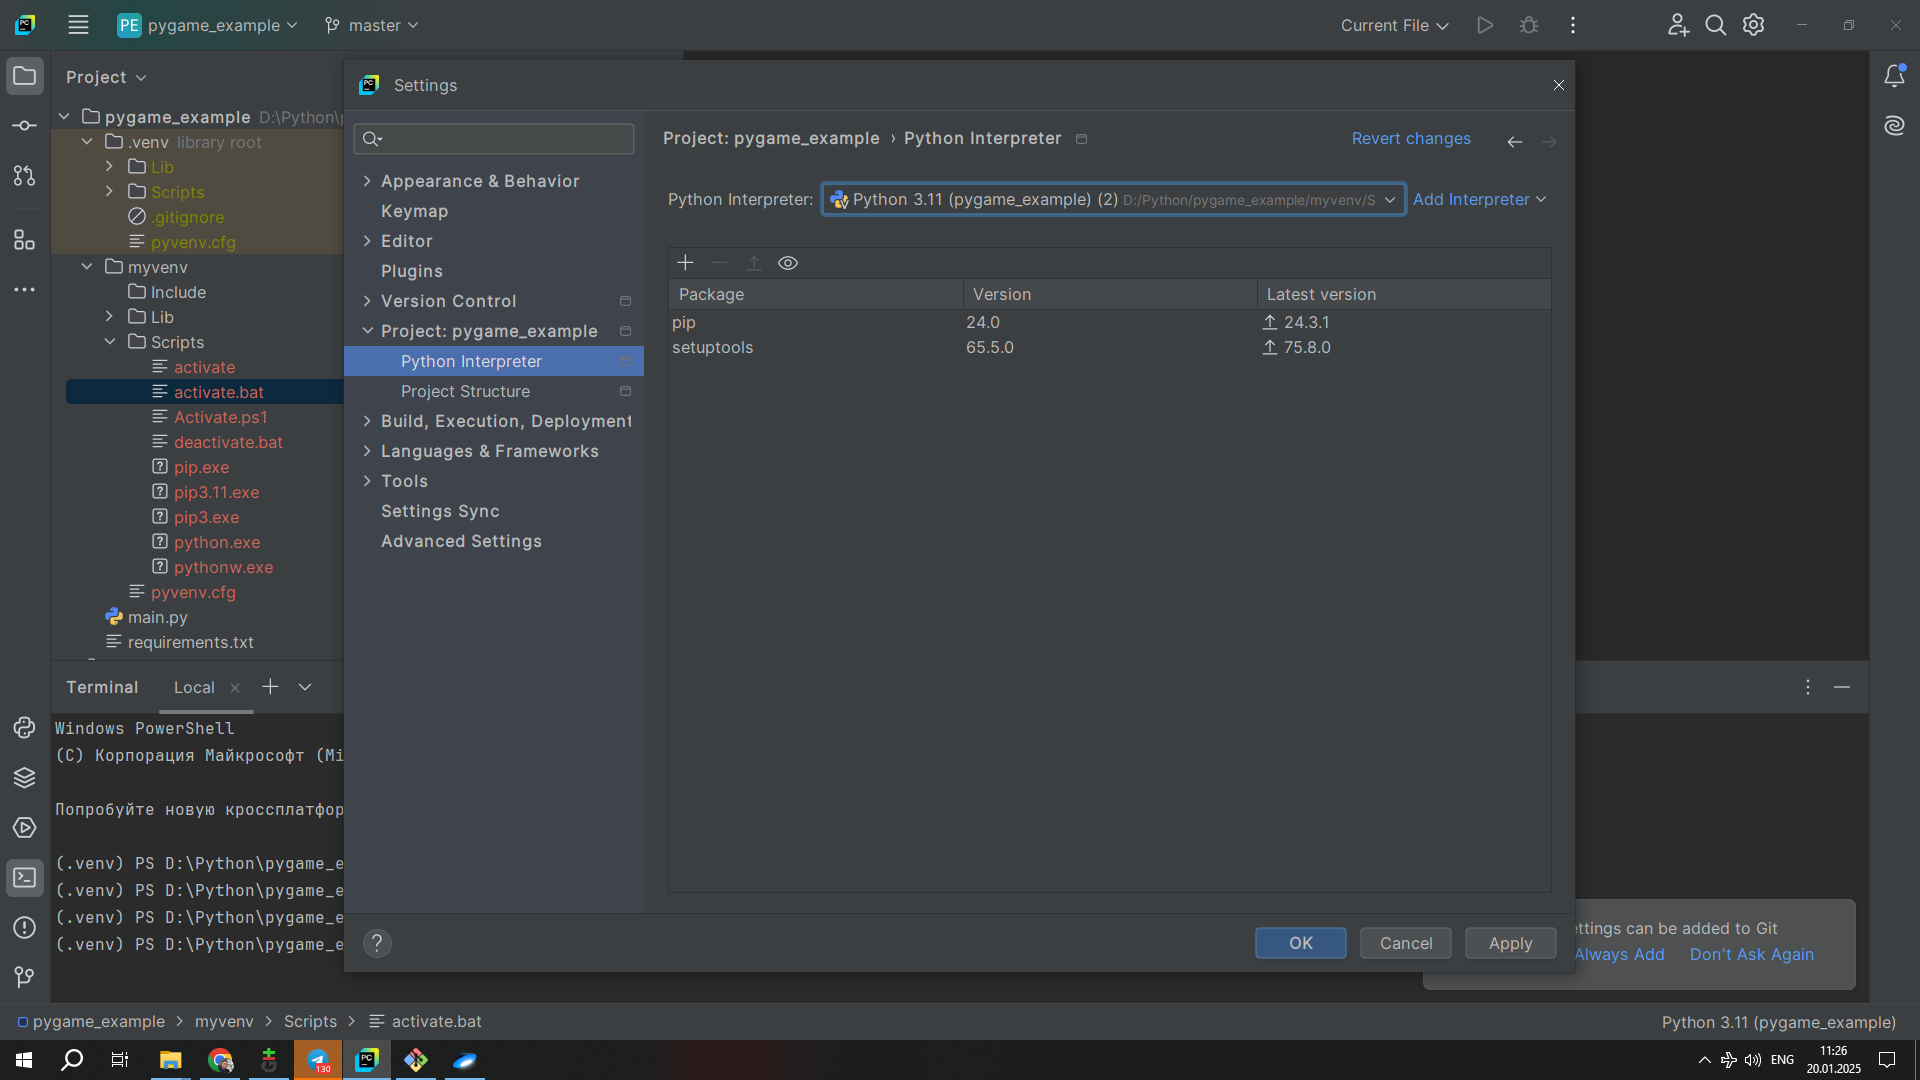 PE pygame_example
master
Current File
Project
pygame_example D:\Python\
.venv library root
Lib
Scripts
.gitignore
pyvenv.cfg
myvenv
Include
Lib
Scripts
activate
activate.bat
Activate.ps1
deactivate.bat
pip.exe
pip3.11.exe
pip3.exe
python.exe
pythonw.exe
pyvenv.cfg
main.py
requirements.txt
Settings
Appearance & Behavior
Keymap
Editor
Plugins
Version Control
Project: pygame_example
Python Interpreter
Project Structure
Build, Execution, Deployment
Languages & Frameworks
Tools
Settings Sync
Advanced Settings
Project: pygame_example › Python Interpreter
Revert changes
Python Interpreter: Python 3.11 (pygame_example) (2) D:/Python/pygame_example/myvenv/S
Add Interpreter
Package Version Latest version
pip 24.0 24.3.1
setuptools 65.5.0 75.8.0
? OK Cancel Apply
Terminal Local
Windows PowerShell
(C) Корпорация Майкрософт (Mi
Попробуйте новую кроссплатфор
(.venv) PS D:\Python\pygame_e
(.venv) PS D:\Python\pygame_e
(.venv) PS D:\Python\pygame_e
(.venv) PS D:\Python\pygame_e
ettings can be added to Git
Always Add Don't Ask Again
pygame_example > myvenv > Scripts > activate.bat
Python 3.11 (pygame_example)
130
PC
ENG
11:26
20.01.2025